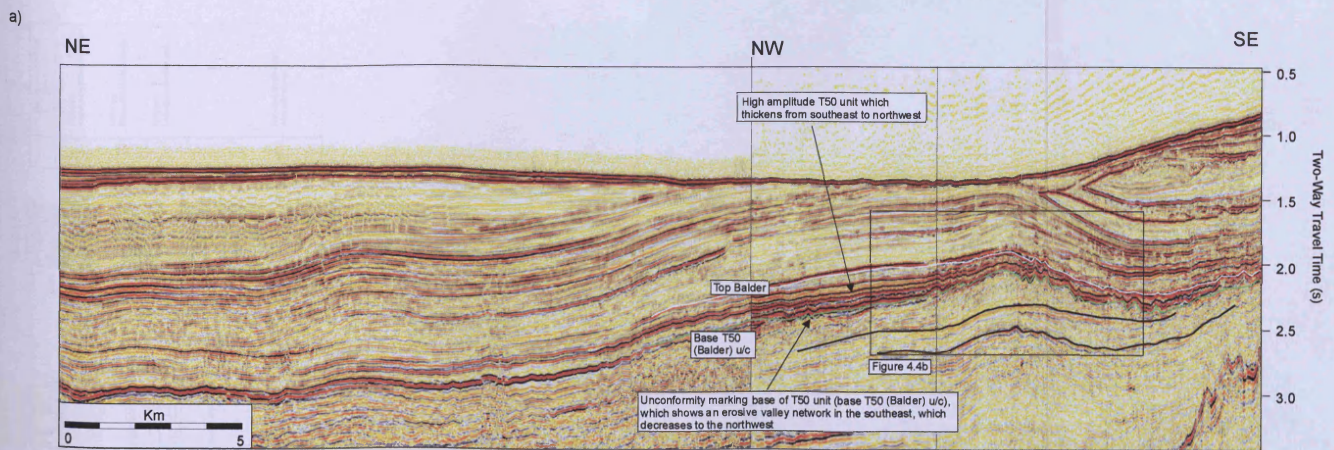 a)
NE
NW
SE
High amplitude T50 unit which
thickens from southeast to northwest
0.5
1.0
1.5
2.0
2.5
3.0
Two-Way Travel Time (s)
Top Balder
Base T50
(Balder) u/c
Figure 4.4b
Unconformity marking base of T50 unit (base T50 (Balder) u/c),
which shows an erosive valley network in the southeast, which
decreases to the northwest
Km
0
5